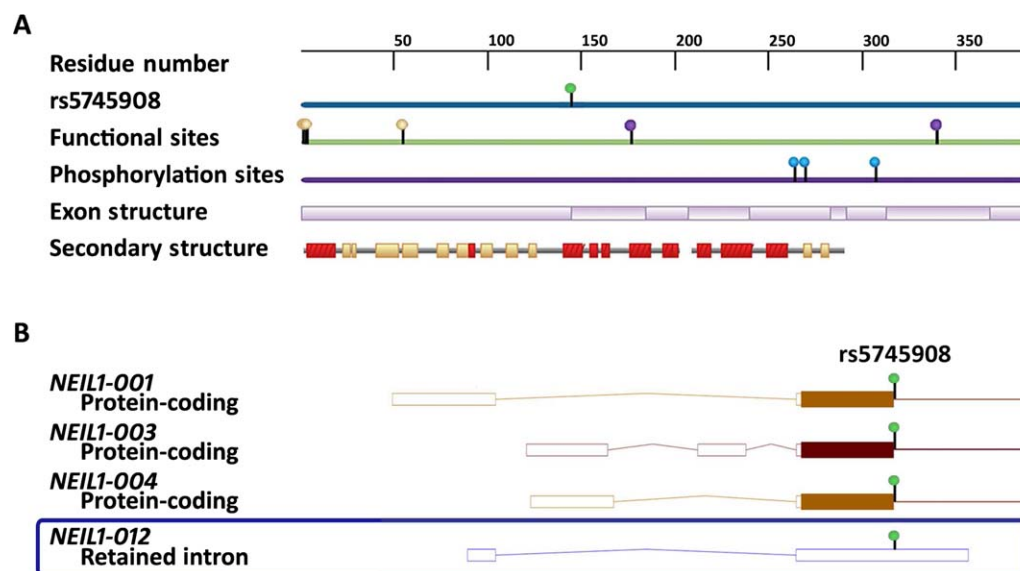 A
50 100 150 200 250 300 350
Residue number
rs5745908
Functional sites
Phosphorylation sites
Exon structure
Secondary structure
B
rs5745908
NEIL1-001
Protein-coding
NEIL1-003
Protein-coding
NEIL1-004
Protein-coding
NEIL1-012
Retained intron